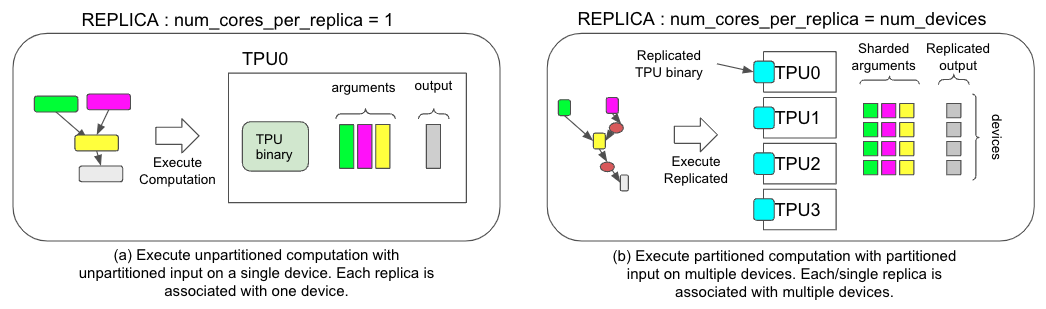 REPLICA : num_cores_per_replica = 1
TPU0
arguments
output
TPU
binary
Execute
Computation
(a) Execute unpartitioned computation with
unpartitioned input on a single device. Each replica is
associated with one device.
REPLICA : num_cores_per_replica = num_devices
Replicated
TPU binary
TPU0
TPU1
TPU2
TPU3
Sharded
arguments
Replicated
output
devices
Execute
Replicated
(b) Execute partitioned computation with partitioned
input on multiple devices. Each/single replica is
associated with multiple devices.